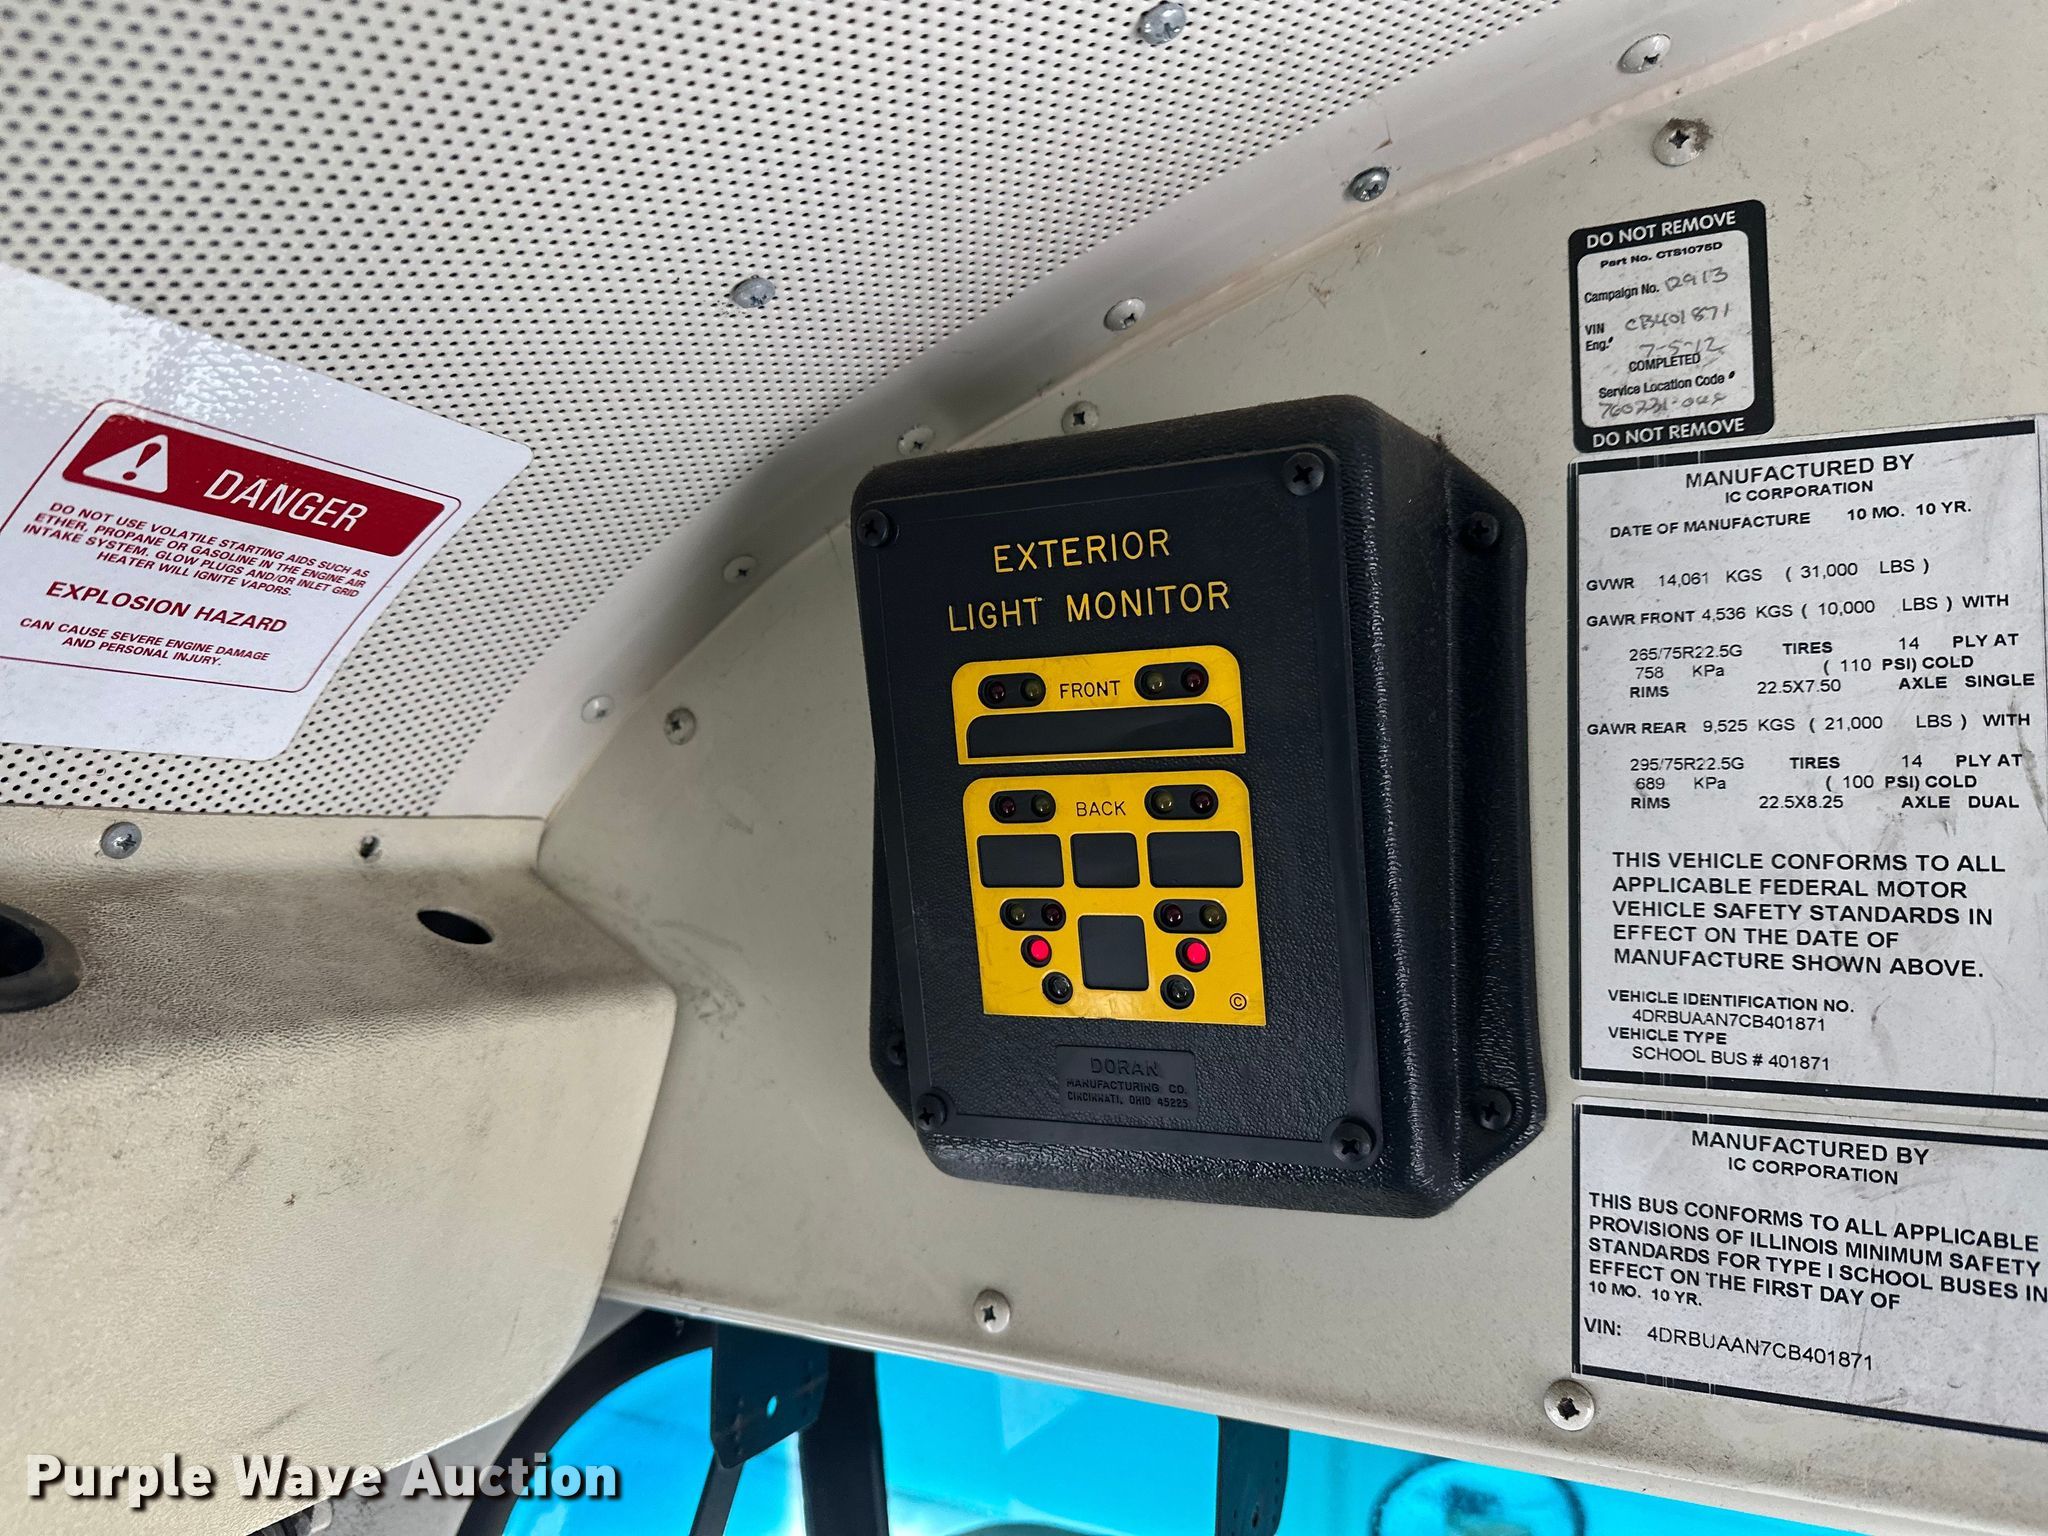 DANGER
DO NOT USE VOLATILE STARTING AIDS SUCH AS
ETHER, PROPANE OR GASOLINE IN THE ENGINE AIR
INTAKE SYSTEM. GLOW PLUGS AND/OR INLET GRID
HEATER WILL IGNITE VAPORS.
EXPLOSION HAZARD
CAN CAUSE SEVERE ENGINE DAMAGE
AND PERSONAL INJURY.
EXTERIOR
LIGHT MONITOR
FRONT
BACK
©
DORAN
MANUFACTURING CO.
CINCINNATI, OHIO 45225
DO NOT REMOVE
Part No. CTS1075D
Campaign No. 12913
VIN CB401871
Eng.#
7-5-12
COMPLETED
Service Location Code #
DO NOT REMOVE
MANUFACTURED BY
IC CORPORATION
DATE OF MANUFACTURE 10 MO. 10 YR.
GVWR 14,061 KGS ( 31,000 LBS )
GAWR FRONT 4,536 KGS ( 10,000 LBS ) WITH
265/75R22.5G TIRES 14 PLY AT
758 KPa ( 110 PSI) COLD
RIMS 22.5X7.50 AXLE SINGLE
GAWR REAR 9,525 KGS ( 21,000 LBS ) WITH
295/75R22.5G TIRES 14 PLY AT
689 KPa ( 100 PSI) COLD
RIMS 22.5X8.25 AXLE DUAL
THIS VEHICLE CONFORMS TO ALL
APPLICABLE FEDERAL MOTOR
VEHICLE SAFETY STANDARDS IN
EFFECT ON THE DATE OF
MANUFACTURE SHOWN ABOVE.
VEHICLE IDENTIFICATION NO.
4DRBUAAN7CB401871
VEHICLE TYPE
SCHOOL BUS # 401871
MANUFACTURED BY
IC CORPORATION
THIS BUS CONFORMS TO ALL APPLICABLE
PROVISIONS OF ILLINOIS MINIMUM SAFETY
STANDARDS FOR TYPE I SCHOOL BUSES IN
EFFECT ON THE FIRST DAY OF
10 MO. 10 YR.
VIN: 4DRBUAAN7CB401871
Purple Wave Auction